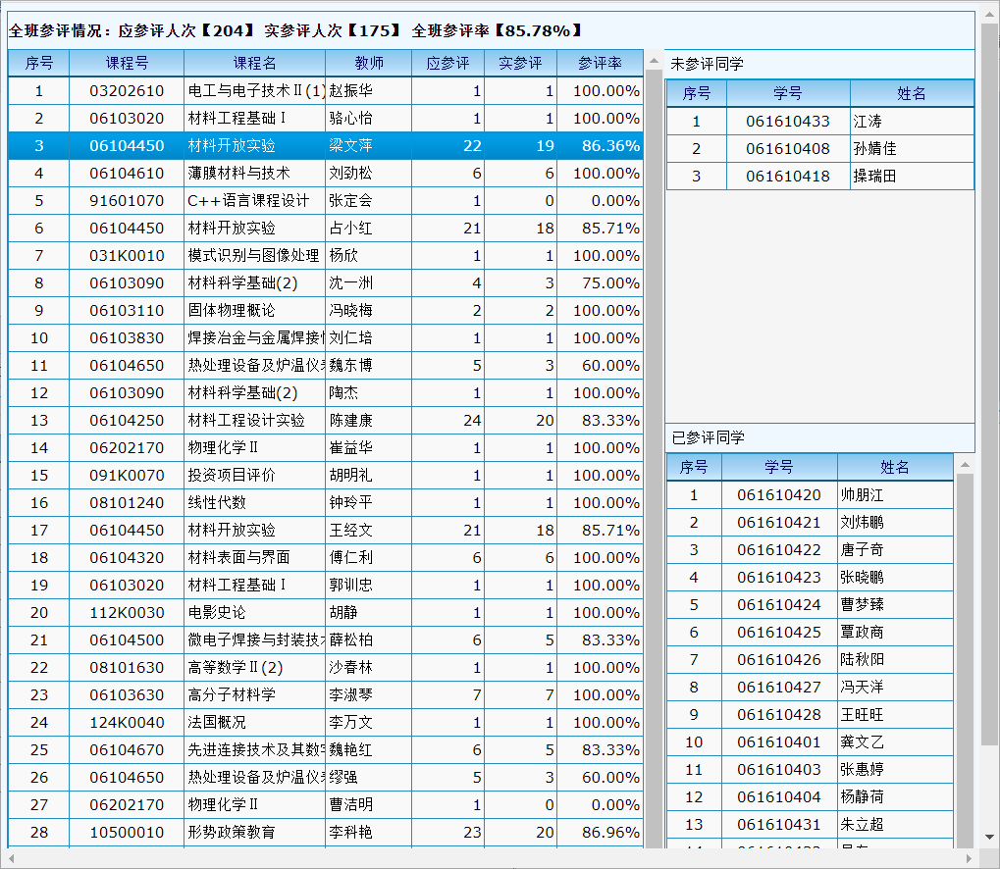 全班参评情况：应参评人次【204】 实参评人次【175】 全班参评率【85.78%】
序号 课程号 课程名 教师 应参评 实参评 参评率
1 03202610 电工与电子技术Ⅱ(1) 赵振华 1 1 100.00%
2 06103020 材料工程基础Ⅰ 骆心怡 1 1 100.00%
3 06104450 材料开放实验 梁文萍 22 19 86.36%
4 06104610 薄膜材料与技术 刘劲松 6 6 100.00%
5 91601070 C++语言课程设计 张定会 1 0 0.00%
6 06104450 材料开放实验 占小红 21 18 85.71%
7 031K0010 模式识别与图像处理 杨欣 1 1 100.00%
8 06103090 材料科学基础(2) 沈一洲 4 3 75.00%
9 06103110 固体物理概论 冯晓梅 2 2 100.00%
10 06103830 焊接冶金与金属焊接 刘仁培 1 1 100.00%
11 06104650 热处理设备及炉温仪 魏东博 5 3 60.00%
12 06103090 材料科学基础(2) 陶杰 1 1 100.00%
13 06104250 材料工程设计实验 陈建康 24 20 83.33%
14 06202170 物理化学Ⅱ 崔益华 1 1 100.00%
15 091K0070 投资项目评价 胡明礼 1 1 100.00%
16 08101240 线性代数 钟玲平 1 1 100.00%
17 06104450 材料开放实验 王经文 21 18 85.71%
18 06104320 材料表面与界面 傅仁利 6 6 100.00%
19 06103020 材料工程基础Ⅰ 郭训忠 1 1 100.00%
20 112K0030 电影史论 胡静 1 1 100.00%
21 06104500 微电子焊接与封装技 薛松柏 6 5 83.33%
22 08101630 高等数学Ⅱ(2) 沙春林 1 1 100.00%
23 06103630 高分子材料学 李淑琴 7 7 100.00%
24 124K0040 法国概况 李万文 1 1 100.00%
25 06104670 先进连接技术及其数 魏艳红 6 5 83.33%
26 06104650 热处理设备及炉温仪 缪强 5 3 60.00%
27 06202170 物理化学Ⅱ 曹洁明 1 0 0.00%
28 10500010 形势政策教育 李科艳 23 20 86.96%
未参评同学
序号 学号 姓名
1 061610433 江涛
2 061610408 孙婧佳
3 061610418 操瑞田
已参评同学
序号 学号 姓名
1 061610420 帅朋江
2 061610421 刘炜鹏
3 061610422 唐子奇
4 061610423 张晓鹏
5 061610424 曹梦臻
6 061610425 覃政商
7 061610426 陆秋阳
8 061610427 冯天洋
9 061610428 王旺旺
10 061610401 龚文乙
11 061610403 张惠婷
12 061610404 杨静荷
13 061610431 朱立超